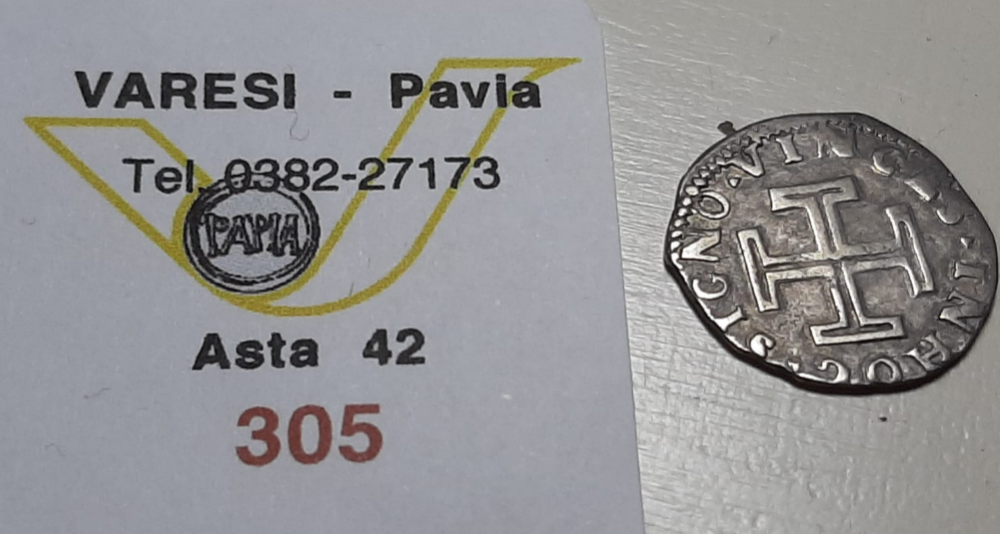 VARESI - Pavia
Tel. 0382-27173
PAPIA
Asta 42
305
IN HOC SIGNO · VINCES ·